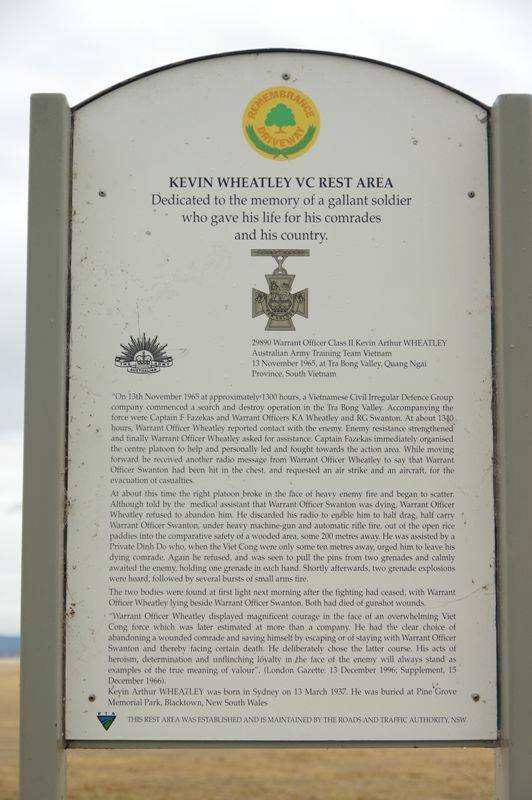 REMEMBRANCE
DRIVEWAY
KEVIN WHEATLEY VC REST AREA
Dedicated to the memory of a gallant soldier
who gave his life for his comrades
and his country.
29890 Warrant Officer Class II Kevin Arthur WHEATLEY
Australian Army Training Team Vietnam
13 November 1965, at Tra Bong Valley, Quang Ngai
Province, South Vietnam
"On 13th November 1965 at approximately 1300 hours, a Vietnamese Civil Irregular Defence Group
company commenced a search and destroy operation in the Tra Bong Valley. Accompanying the
force were Captain F Fazekas and Warrant Officers KA Wheatley and RG Swanton. At about 1340
hours, Warrant Officer Wheatley reported contact with the enemy. Enemy resistance strengthened
and finally Warrant Officer Wheatley asked for assistance. Captain Fazekas immediately organised
the centre platoon to help and personally led and fought towards the action area. While moving
forward he received another radio message from Warrant Officer Wheatley to say that Warrant
Officer Swanton had been hit in the chest, and requested an air strike and an aircraft, for the
evacuation of casualties.
At about this time the right platoon broke in the face of heavy enemy fire and began to scatter.
Although told by the medical assistant that Warrant Officer Swanton was dying, Warrant Officer
Wheatley refused to abandon him. He discarded his radio to enable him to half drag, half carry
Warrant Officer Swanton, under heavy machine-gun and automatic rifle fire, out of the open rice
paddies into the comparative safety of a wooded area, some 200 metres away. He was assisted by a
Private Dinh Do who, when the Viet Cong were only some ten metres away, urged him to leave his
dying comrade. Again he refused, and was seen to pull the pins from two grenades and calmly
awaited the enemy, holding one grenade in each hand. Shortly afterwards, two grenade explosions
were heard, followed by several bursts of small arms fire.
The two bodies were found at first light next morning after the fighting had ceased, with Warrant
Officer Wheatley lying beside Warrant Officer Swanton. Both had died of gunshot wounds.
"Warrant Officer Wheatley displayed magnificent courage in the face of an overwhelming Viet
Cong force which was later estimated at more than a company. He had the clear choice of
abandoning a wounded comrade and saving himself by escaping or of staying with Warrant Officer
Swanton and thereby facing certain death. He deliberately chose the latter course. His acts of
heroism, determination and unflinching loyalty in the face of the enemy will always stand as
examples of the true meaning of valour". (London Gazette: 13 December 1996; Supplement, 15
December 1966).
Kevin Arthur WHEATLEY was born in Sydney on 13 March 1937. He was buried at Pine Grove
Memorial Park, Blacktown, New South Wales
RTA
THIS REST AREA WAS ESTABLISHED AND IS MAINTAINED BY THE ROADS AND TRAFFIC AUTHORITY, NSW